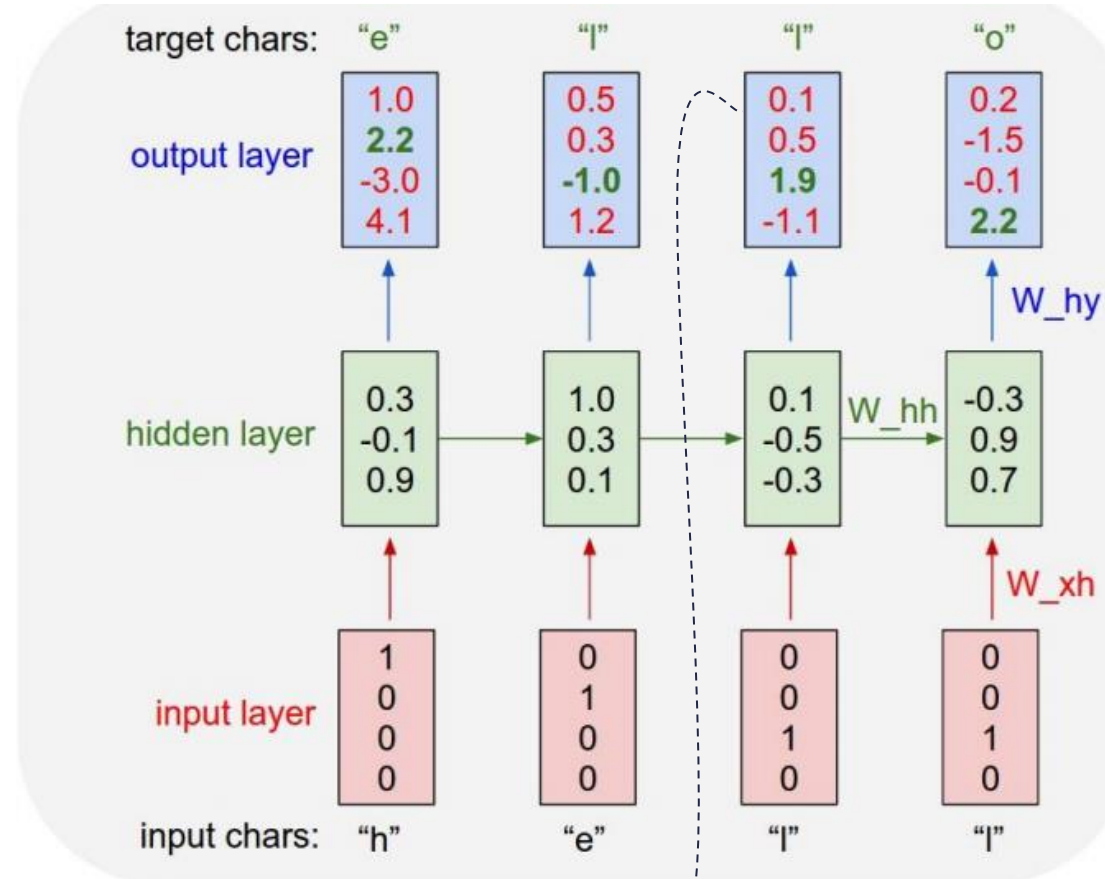 target chars: “e” “l” “l” “o”
1.0 0.5 0.1 0.2
2.2 0.3 0.5 -1.5
output layer
-3.0 -1.0 1.9 -0.1
4.1 1.2 -1.1 2.2
W_hy
0.3 1.0 0.1 -0.3
W_hh
hidden layer -0.1 0.3 -0.5 0.9
0.9 0.1 -0.3 0.7
W_xh
1 0 0 0
0 1 0 0
input layer
0 0 1 1
0 0 0 0
input chars: “h” “e” “l” “l”